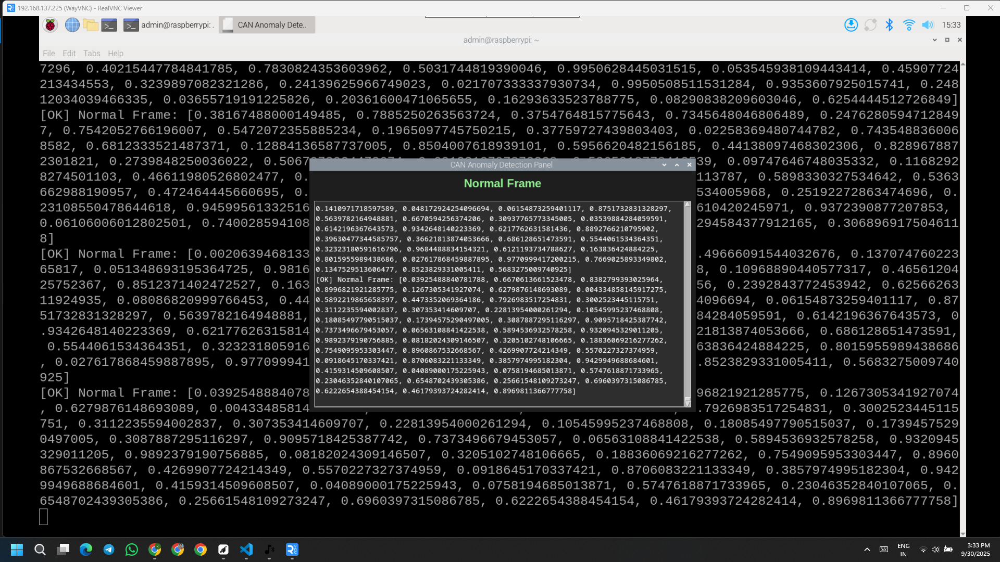 192.168.137.225 (WayVNC) - RealVNC Viewer
admin@raspberrypi: .
CAN Anomaly Dete..
15:33
admin@raspberrypi: ~
File Edit Tabs Help
7296, 0.40215447784841785, 0.7830824353603962, 0.5031744819390046, 0.9950628445031515, 0.053545938109443414, 0.45907724
213434553, 0.3239897082321286, 0.24139625966749023, 0.021707333337930734, 0.9950508511531284, 0.9353607925015741, 0.248
12034039466335, 0.03655719191225826, 0.20361600471065655, 0.16293633523788775, 0.08290838209603046, 0.6254444512726849]
[OK] Normal Frame: [0.38167488000149485, 0.7885250263563724, 0.3754764815775643, 0.7345648046806489, 0.2476280594712849
7, 0.7542052766196007, 0.5472072355885234, 0.1965097745750215, 0.37759727439803403, 0.02258369480744782, 0.743548836006
8582, 0.6812333521487371, 0.12884136587737005, 0.8504007618939101, 0.5956620482156185, 0.44138097468302306, 0.828967887
2301821, 0.2739848250036022, 0.506 39, 0.09747646748035332, 0.1168292
8274501103, 0.46611980526802477, 0. 113787, 0.5898330327534642, 0.5363
662988190957, 0.472464445660695, 0. 534005968, 0.25192272863474696, 0.
23108550478644618, 0.94599561332516 610420245971, 0.9372390877207853,
0.061060060128025​01, 0.740028594108 294584377912165, 0.306896917504611
8]
[OK] Normal Frame: [0.0020639468133 .49666091544032676, 0.137074760223
65817, 0.051348693195364725, 0.9816 8, 0.10968890440577317, 0.46561204
25752367, 0.8512371402472527, 0.163 56, 0.2392843772453942, 0.62566263
11924935, 0.08086820999766453, 0.44 4096694, 0.06154873259401117, 0.87
51732831328297, 0.5639782164948881, 84284059591, 0.6142196367643573, 0
.9342648140223369, 0.62177626315814 21813874053666, 0.686128651473591,
0.5544061534364351, 0.323231805916 63836424884225, 0.8015955989438686
, 0.027617868459887895, 0.977099941 .8523829331005411, 0.5683275009740
925]
[OK] Normal Frame: [0.0392548884078 968219212857​75, 0.1267305341927074
, 0.6279876148693089, 0.00433485814 .7926983517254831, 0.3002523445115
751, 0.3112235594002837, 0.307353414609707, 0.22813954000261294, 0.10545995237468808, 0.18085497790515037, 0.1739457529
0497005, 0.3087887295116297, 0.9095718425387742, 0.7373496679453057, 0.06563108841422538, 0.5894536932578258, 0.9320945
329011205, 0.9892379190756885, 0.08182024309146507, 0.3205102748106665, 0.18836069216277262, 0.7549095953303447, 0.8960
867532668567, 0.4269907724214349, 0.5570227327374959, 0.0918645170337421, 0.8706083221133349, 0.3857974995182304, 0.942
9949688684601, 0.4159314509608507, 0.04089000175225943, 0.0758194685013871, 0.5747618871733965, 0.23046352840107065, 0.
6548702439305386, 0.25661548109273247, 0.6960397315086785, 0.6222654388454154, 0.46179393724282414, 0.8969811366777758]
CAN Anomaly Detection Panel
Normal Frame
0.1410971718597589, 0.048172924254096694, 0.06154873259401117, 0.8751732831328297,
0.5639782164948881, 0.6670594256374206, 0.30937765773345005, 0.03539884284059591,
0.6142196367643573, 0.9342648140223369, 0.6217762631581436, 0.8892766210795902,
0.39630477344585757, 0.36621813874053666, 0.686128651473591, 0.5544061534364351,
0.32323180591616796, 0.9684488834154321, 0.6121193734788627, 0.163836424884225,
0.8015955989438686, 0.027617868459887895, 0.9770999417200215, 0.7669025893349802,
0.1347529513606477, 0.8523829331005411, 0.5683275009740925]
[OK] Normal Frame: [0.03925488840781788, 0.6670613661523478, 0.8382799393025964,
0.8996821921285775, 0.1267305341927074, 0.6279876148693089, 0.004334858145917275,
0.5892219865658397, 0.4473352069364186, 0.7926983517254831, 0.3002523445115751,
0.3112235594002837, 0.307353414609707, 0.22813954000261294, 0.10545995237468808,
0.18085497790515037, 0.17394575290497005, 0.3087887295116297, 0.9095718425387742,
0.7373496679453057, 0.06563108841422538, 0.5894536932578258, 0.9320945329011205,
0.9892379190756885, 0.08182024309146507, 0.3205102748106665, 0.18836069216277262,
0.7549095953303447, 0.8960867532668567, 0.4269907724214349, 0.5570227327374959,
0.0918645170337421, 0.8706083221133349, 0.3857974995182304, 0.9429949688684601,
0.4159314509608507, 0.04089000175225943, 0.0758194685013871, 0.5747618871733965,
0.23046352840107065, 0.6548702439305386, 0.25661548109273247, 0.6960397315086785,
0.6222654388454154, 0.46179393724282414, 0.8969811366777758]
ENG
IN
3:33 PM
9/30/2025